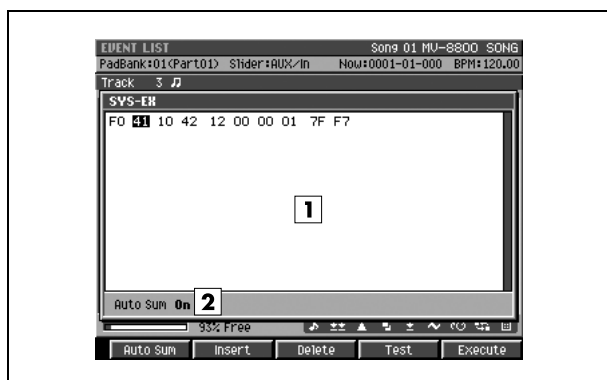 EVENT LIST Song 01 MV-8800 SONG
PadBank:01(Part01) Slider:AUX/In Now:0001-01-000 BPM:120.00
Track 3
SYS-EX
F0 41 10 42 12 00 00 01 7F F7
1
Auto Sum On 2
93% Free
Auto Sum Insert Delete Test Execute